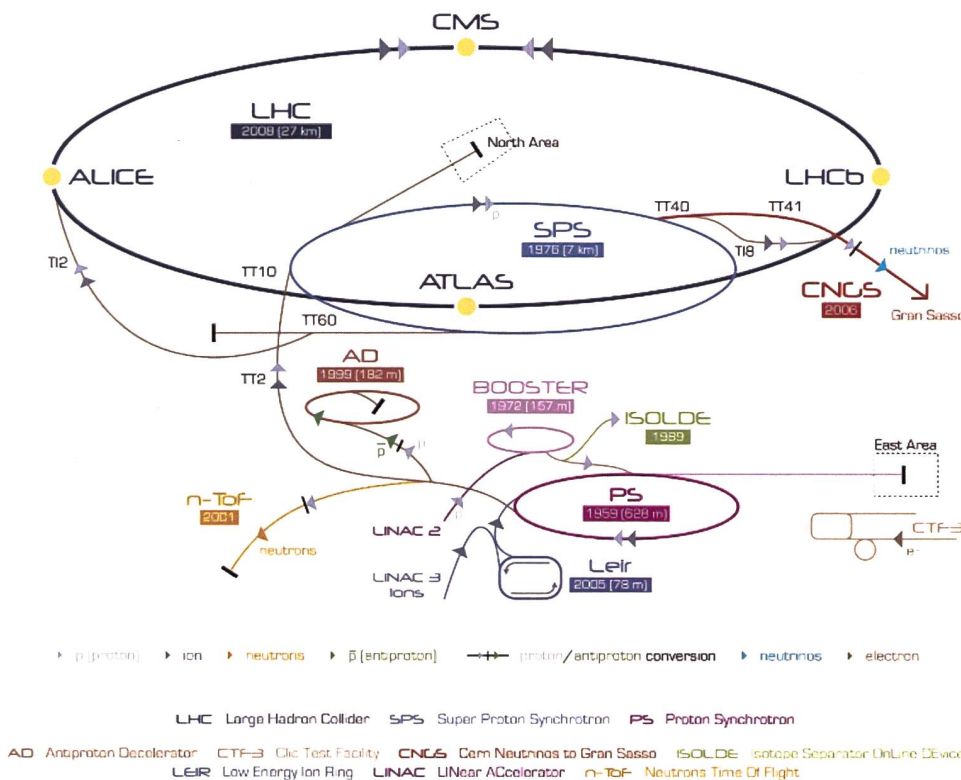 CMS
LHC
2008 (27 km)
North Area
ALICE
LHCb
TT40
TT41
SPS
1976 (7 km)
p
TI8
neutrinos
TI2
TT10
ATLAS
CNGS
2006
Gran Sasso
TT60
AD
1999 (182 m)
TT2
BOOSTER
1972 (157 m)
ISOLDE
1989
East Area
p̅
p
n-ToF
2001
LINAC 2
PS
1959 (628 m)
CTF-3
e-
neutrons
LINAC 3
Ions
Leir
2005 (78 m)
p (proton) ion neutrons p̅ (antiproton) proton/antiproton conversion neutrinos electron
LHC Large Hadron Collider SPS Super Proton Synchrotron PS Proton Synchrotron
AD Antiproton Decelerator CTF-3 Clic Test Facility CNGS Cern Neutrinos to Gran Sasso ISOLDE Isotope Separator OnLine DEvice
LEIR Low Energy Ion Ring LINAC LINear ACcelerator n-ToF Neutrons Time Of Flight